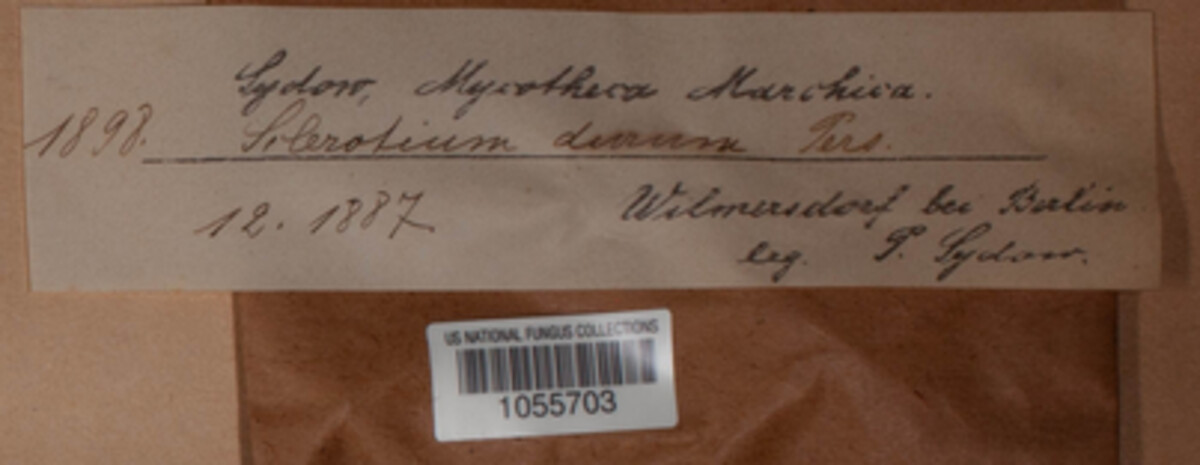 Sydow, Mycotheca Marchica.
1898. Sclerotium durum Pers.
12. 1887. Wilmersdorf bei Berlin
leg. P. Sydow.
US NATIONAL FUNGUS COLLECTIONS
1055703